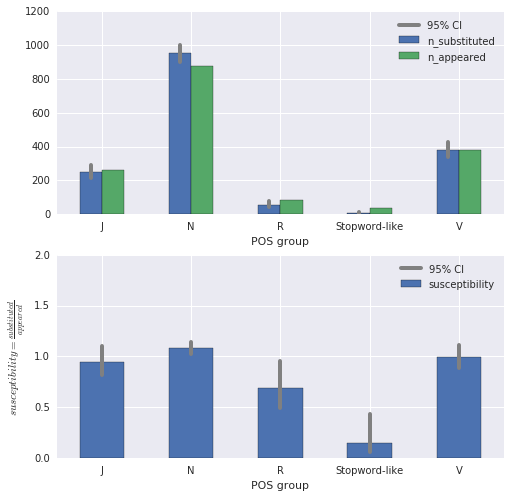 1200
1000
800
600
400
200
0
95% CI
n_substituted
n_appeared
J N R Stopword-like V
POS group
2.0
1.5
1.0
0.5
0.0
susceptibility = substituted / appeared
95% CI
susceptibility
J N R Stopword-like V
POS group